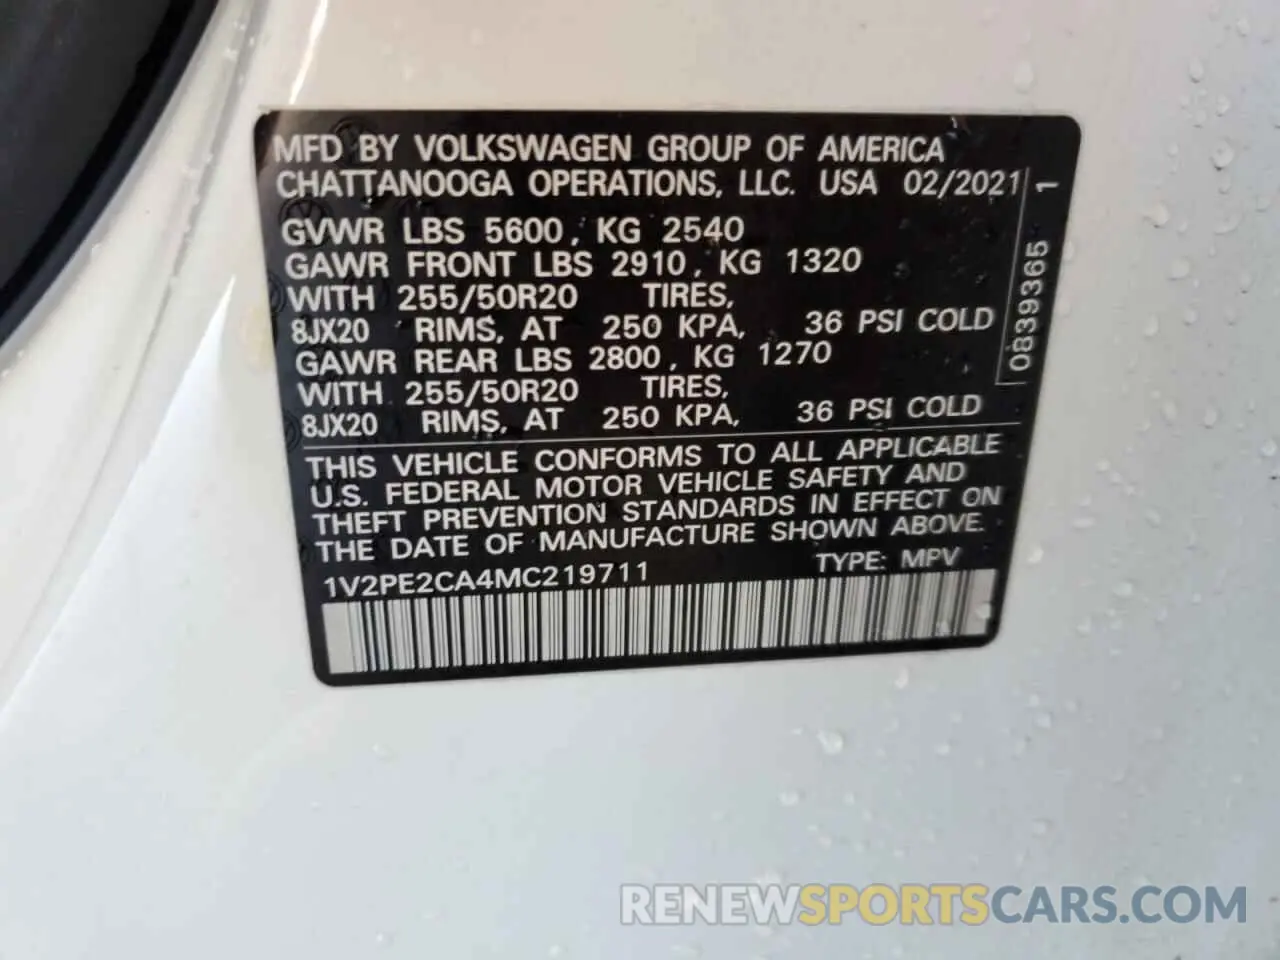 MFD BY VOLKSWAGEN GROUP OF AMERICA
CHATTANOOGA OPERATIONS, LLC. USA 02/2021
GVWR LBS 5600, KG 2540
GAWR FRONT LBS 2910, KG 1320
WITH 255/50R20 TIRES,
8JX20 RIMS, AT 250 KPA, 36 PSI COLD
GAWR REAR LBS 2800, KG 1270
WITH 255/50R20 TIRES,
8JX20 RIMS, AT 250 KPA, 36 PSI COLD
0839365 1
THIS VEHICLE CONFORMS TO ALL APPLICABLE
U.S. FEDERAL MOTOR VEHICLE SAFETY AND
THEFT PREVENTION STANDARDS IN EFFECT ON
THE DATE OF MANUFACTURE SHOWN ABOVE.
1V2PE2CA4MC219711 TYPE: MPV
RENEWSPORTSCARS.COM